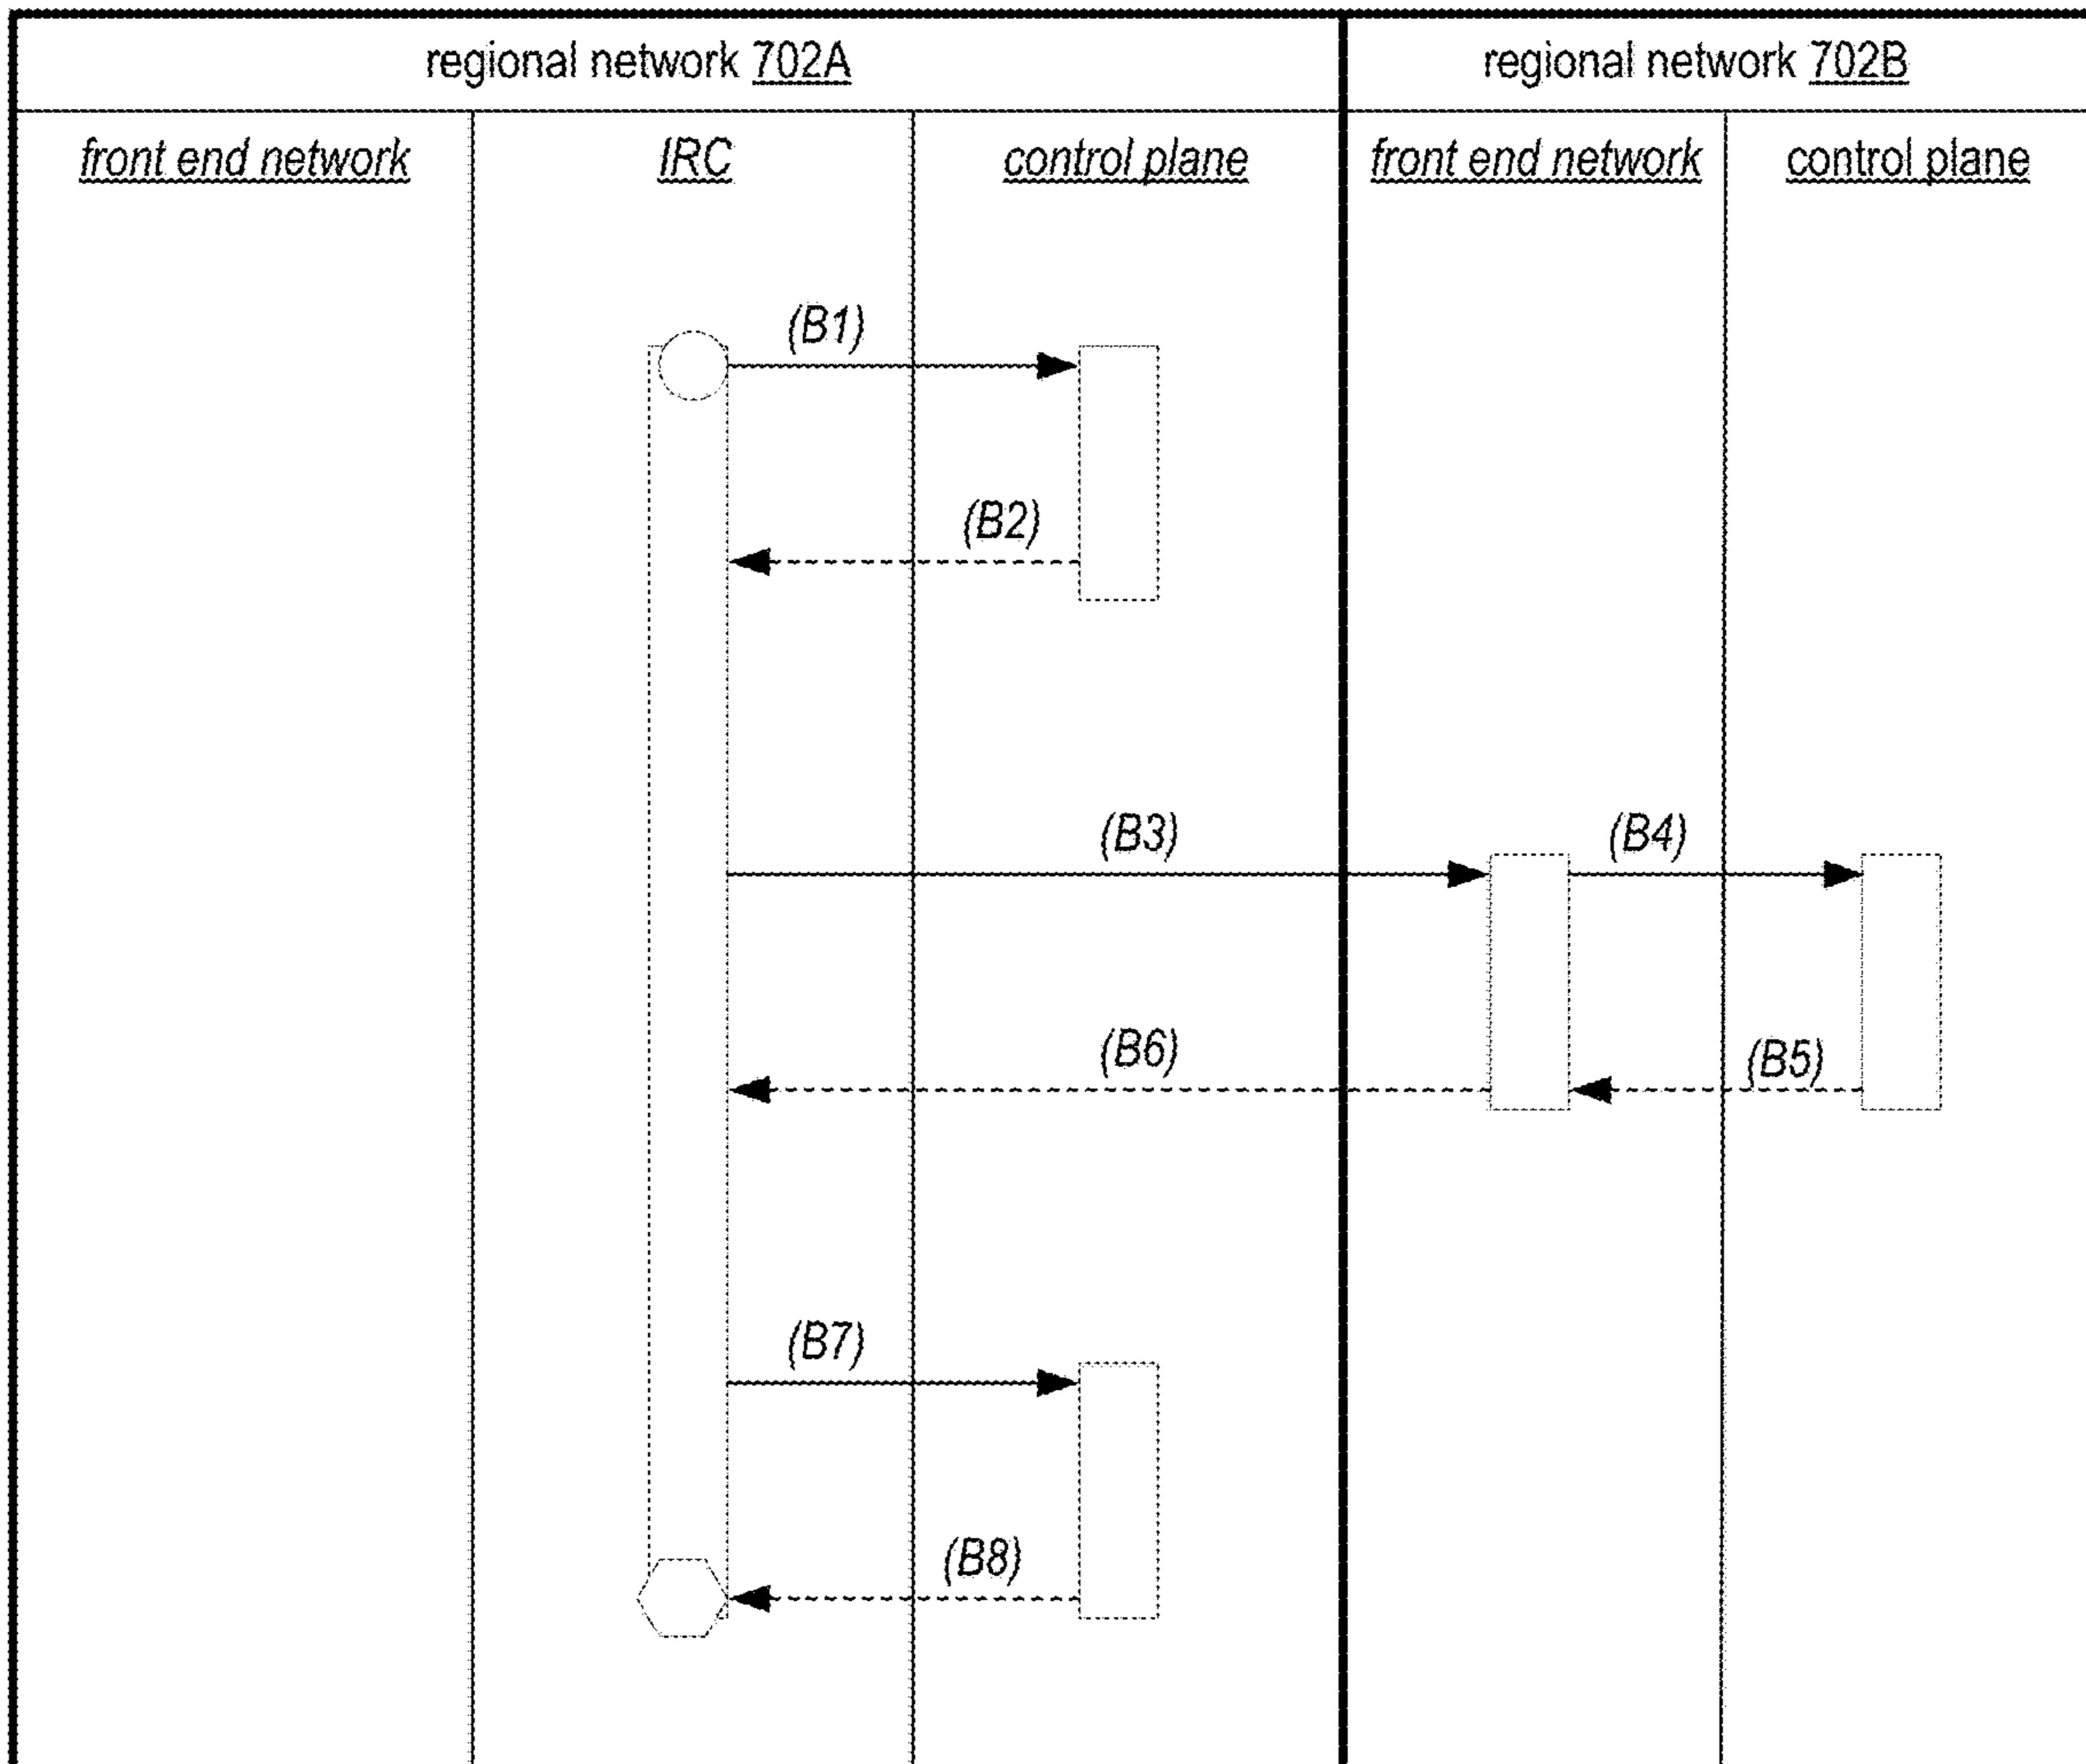 regional network 702A regional network 702B
front end network IRC control plane front end network control plane
(B1)
(B2)
(B3) (B4)
(B6) (B5)
(B7)
(B8)